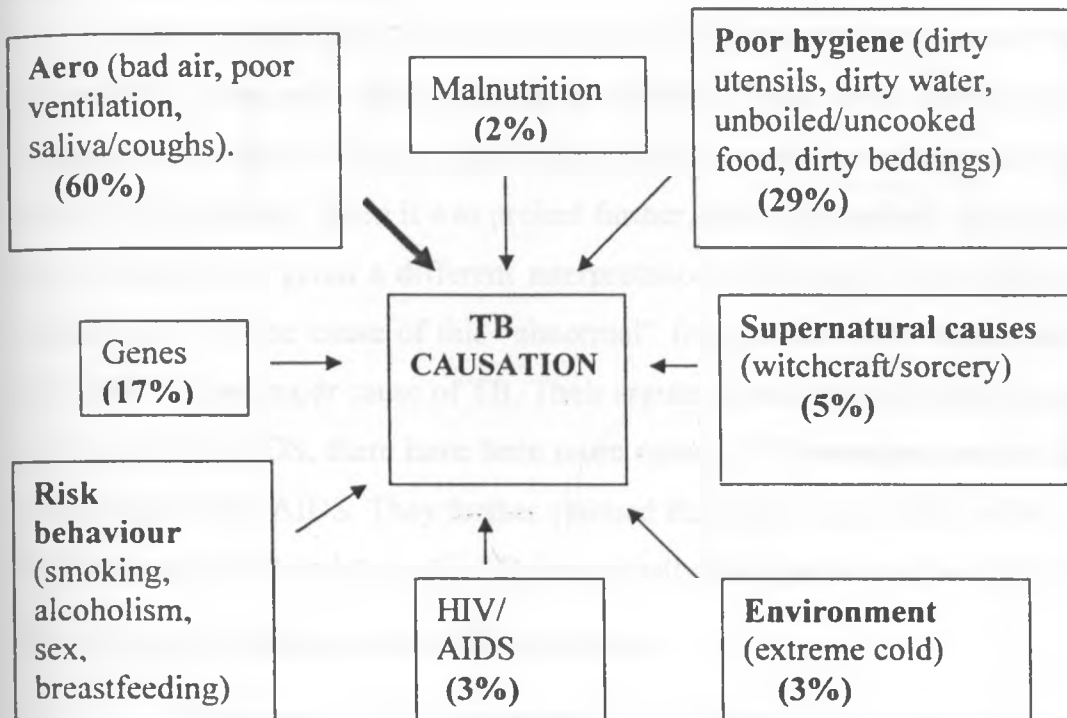 Aero (bad air, poor
ventilation,
saliva/coughs).
(60%)
Malnutrition
(2%)
Poor hygiene (dirty
utensils, dirty water,
unboiled/uncooked
food, dirty beddings)
(29%)
Genes
(17%)
TB
CAUSATION
Supernatural causes
(witchcraft/sorcery)
(5%)
Risk
behaviour
(smoking,
alcoholism,
sex,
breastfeeding)
HIV/
AIDS
(3%)
Environment
(extreme cold)
(3%)